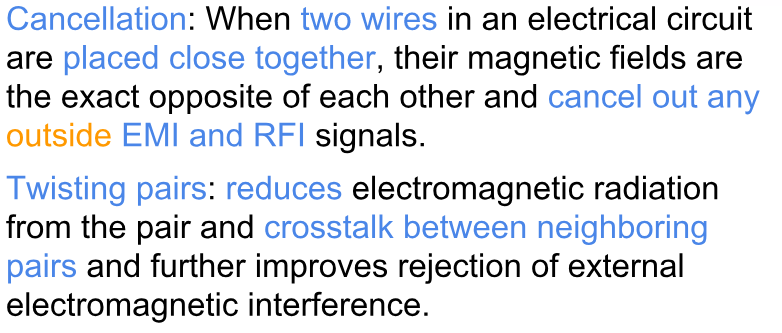 Cancellation: When two wires in an electrical circuit
are placed close together, their magnetic fields are
the exact opposite of each other and cancel out any
outside EMI and RFI signals.
Twisting pairs: reduces electromagnetic radiation
from the pair and crosstalk between neighboring
pairs and further improves rejection of external
electromagnetic interference.